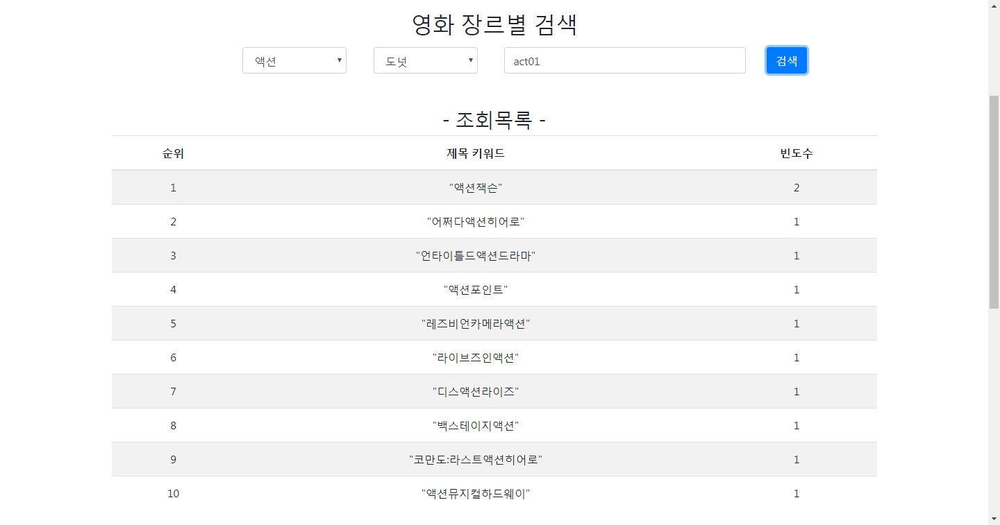 영화 장르별 검색
액션 도넛 act01 검색
- 조회목록 -
순위 제목 키워드 빈도수
1 "액션잭슨" 2
2 "어쩌다액션히어로" 1
3 "언타이틀드액션드라마" 1
4 "액션포인트" 1
5 "레즈비언카메라액션" 1
6 "라이브즈인액션" 1
7 "디스액션라이즈" 1
8 "백스테이지액션" 1
9 "코만도:라스트액션히어로" 1
10 "액션뮤지컬하드웨이" 1